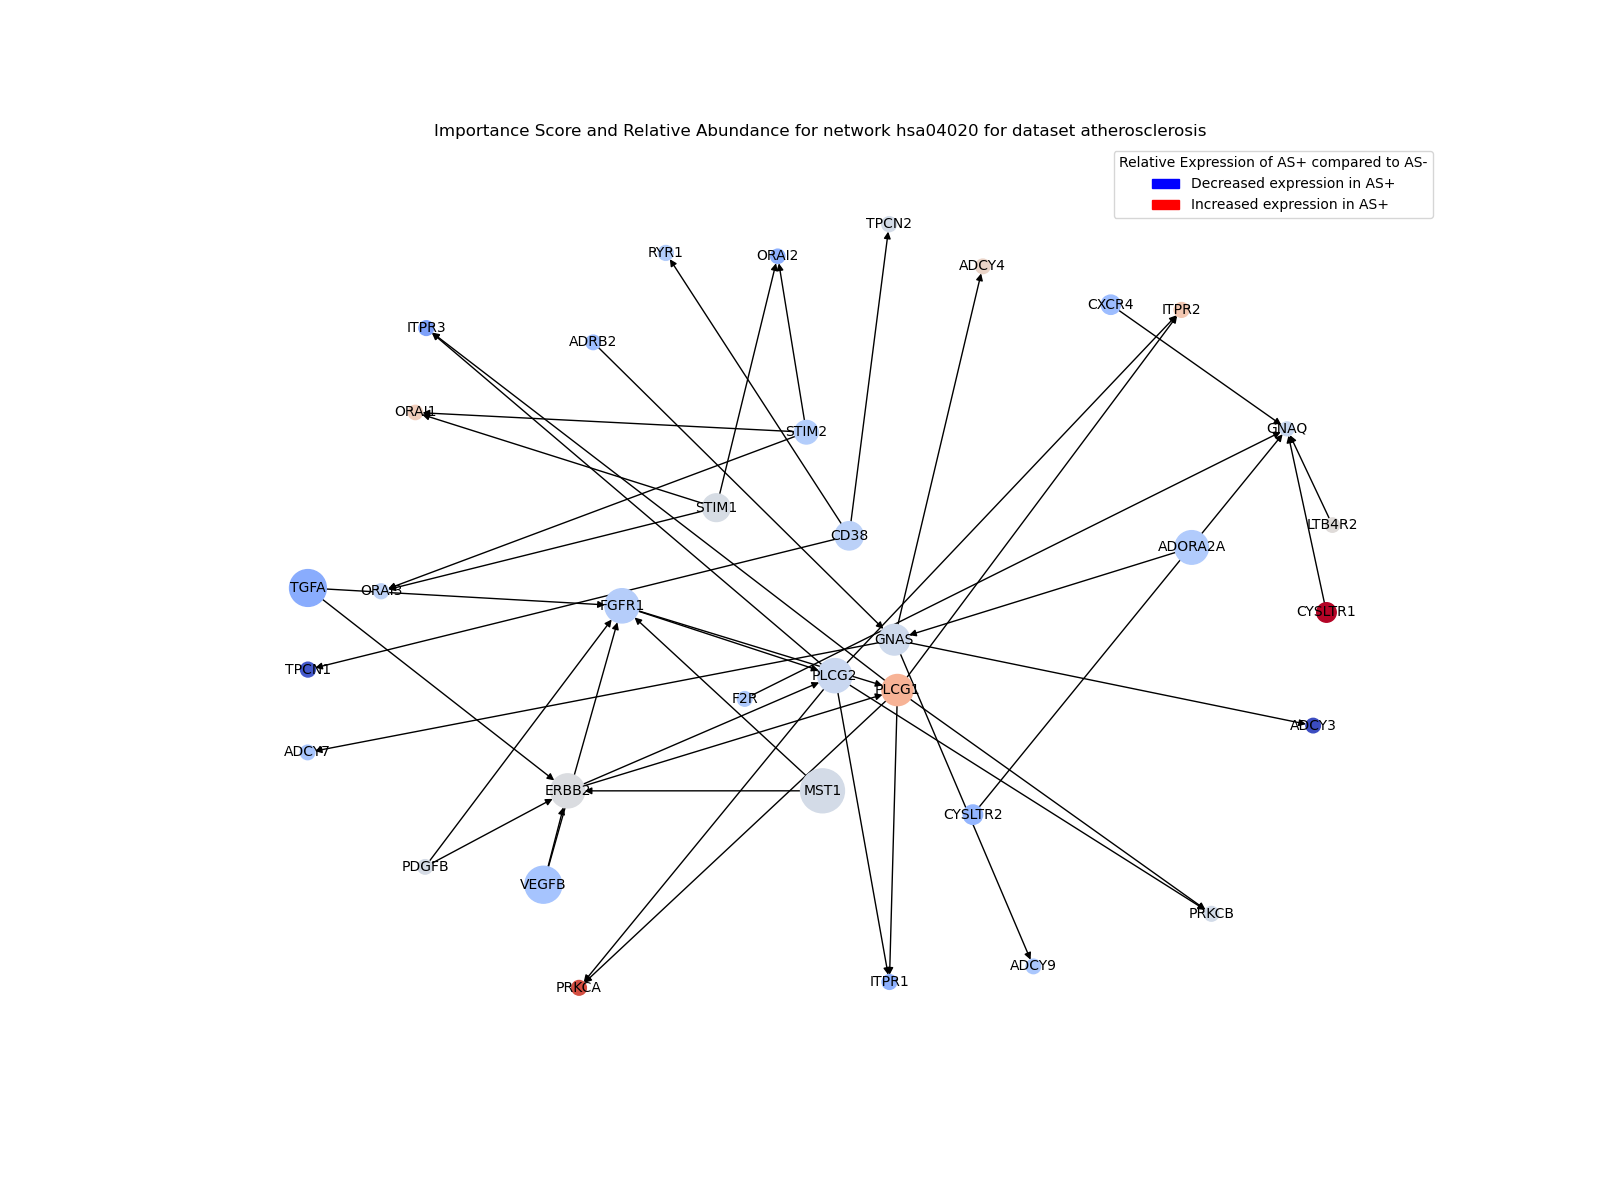 Importance Score and Relative Abundance for network hsa04020 for dataset atherosclerosis
Relative Expression of AS+ compared to AS-
Decreased expression in AS+
Increased expression in AS+
TPCN2
RYR1
ORAI2
ADCY4
CXCR4
ITPR2
ITPR3
ADRB2
ORAI1
STIM2
GNAQ
STIM1
LTB4R2
CD38
ADORA2A
TGFA
ORAI3
FGFR1
CYSLTR1
GNAS
TPCN1
PLCG2
PLCG1
F2R
ADCY3
ADCY7
ERBB2
MST1
CYSLTR2
PDGFB
VEGFB
PRKCB
ADCY9
ITPR1
PRKCA